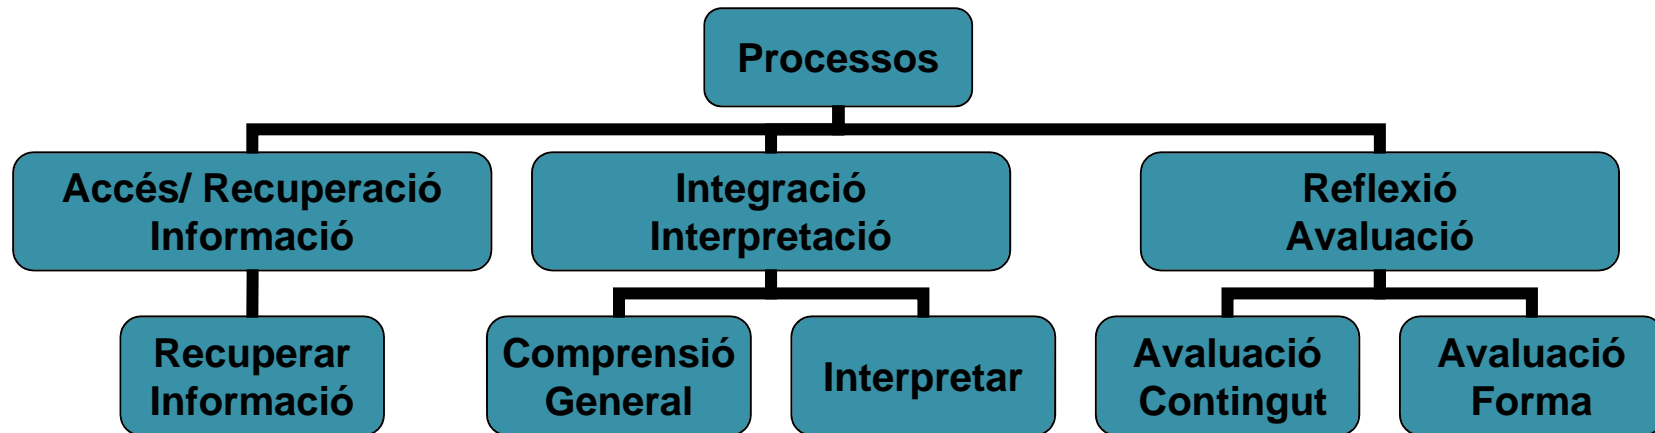 Processos
Accés/ Recuperació
Informació
Integració
Interpretació
Reflexió
Avaluació
Recuperar
Informació
Comprensió
General
Interpretar
Avaluació
Contingut
Avaluació
Forma